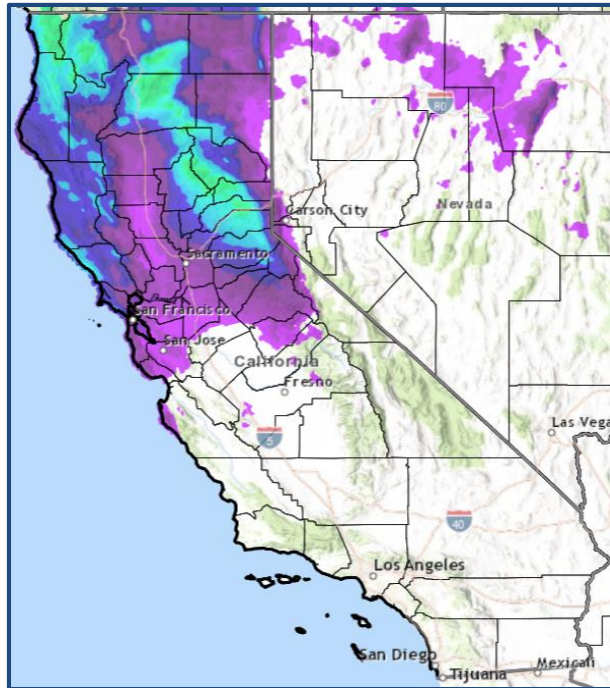 80
Carson City
Nevada
Sacramento
San Francisco
San Jose
California
Fresno
5
Las Vega
40
Los Angeles
San Diego
Tijuana
Mexicali